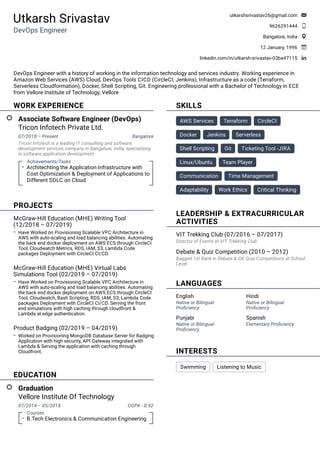 Utkarsh Srivastav
DevOps Engineer
utkarshsrivastav25@gmail.com
9626291444
Bangalore, India
12 January, 1996
linkedin.com/in/utkarsh-srivastav-03ba47115
DevOps Engineer with a history of working in the information technology and services industry. Working experience in
Amazon Web Services (AWS) Cloud, DevOps Tools CICD (CircleCI, Jenkins), Infrastructure as a code (Terraform,
Serverless Cloudformation), Docker, Shell Scripting, Git. Engineering professional with a Bachelor of Technology in ECE
from Vellore Institute of Technology, Vellore
WORK EXPERIENCE
Associate Software Engineer (DevOps)
Tricon Infotech Private Ltd.
07/2018 – Present
Bangalore
Tricon Infotech is a leading IT consulting and software
development services company in Bangalore, India, specializing
in software application development.
Achievements/Tasks
Architechting the Application Infrastructure with
Cost Optimization & Deployment of Applications to
Different SDLC on Cloud
PROJECTS
McGraw-Hill Education (MHE) Writing Tool
(12/2018 – 07/2019)
Have Worked on Provisioning Scalable VPC Architecture in
AWS with auto-scaling and load balancing abilities. Automating
the back end docker deployment on AWS ECS through CircleCI
Tool, Cloudwatch Metrics, RDS, IAM, S3, Lambda Code
packages Deployment with CircleCI CI/CD.
McGraw-Hill Education (MHE) Virtual Labs
Simulations Tool (02/2019 – 07/2019)
Have Worked on Provisioning Scalable VPC Architecture in
AWS with auto-scaling and load balancing abilities. Automating
the back end docker deployment on AWS ECS through CircleCI
Tool, Cloudwatch, Bash Scripting, RDS, IAM, S3, Lambda Code
packages Deployment with CircleCI CI/CD. Serving the front
end simulations with high caching through cloudfront &
Lambda at edge authentication.
Product Badging (02/2019 – 04/2019)
Worked on Provisioning MongoDB Database Server for Badging
Application with high security, API Gateway integrated with
Lambda & Serving the application with caching through
Cloudfront.
EDUCATION
Graduation
Vellore Institute Of Technology
07/2014 – 05/2018
CGPA - 8.92
Courses
B.Tech Electronics & Communication Engineering
SKILLS
AWS Services
Terraform
CircleCI
Docker
Jenkins
Serverless
Shell Scripting
Git
Ticketing Tool -JIRA
Linux/Ubuntu
Team Player
Communication
Time Management
Adaptability
Work Ethics
Critical Thinking
LEADERSHIP & EXTRACURRICULAR
ACTIVITIES
VIT Trekking Club (07/2016 – 07/2017)
Director of Events at VIT Trekking Club
Debate & Quiz Competition (2010 – 2012)
Bagged 1st Rank in Debate & GK Quiz Competitions at School
Level
LANGUAGES
English
Native or Bilingual
Proficiency
Hindi
Native or Bilingual
Proficiency
Punjabi
Native or Bilingual
Proficiency
Spanish
Elementary Proficiency
INTERESTS
Swimming
Listening to Music